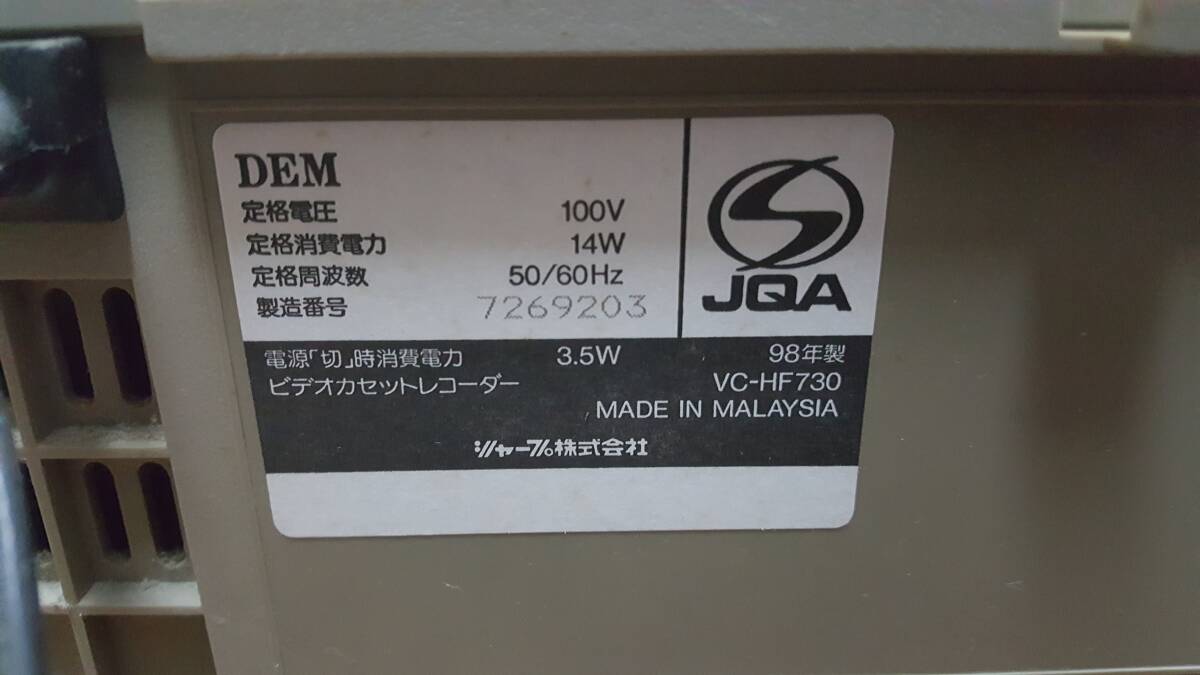 DEM
定格電圧 100V
定格消費電力 14W
定格周波数 50/60Hz
製造番号 7269203
JQA
電源「切」時消費電力 3.5W 98年製
ビデオカセットレコーダー VC-HF730
MADE IN MALAYSIA
シャープ株式会社